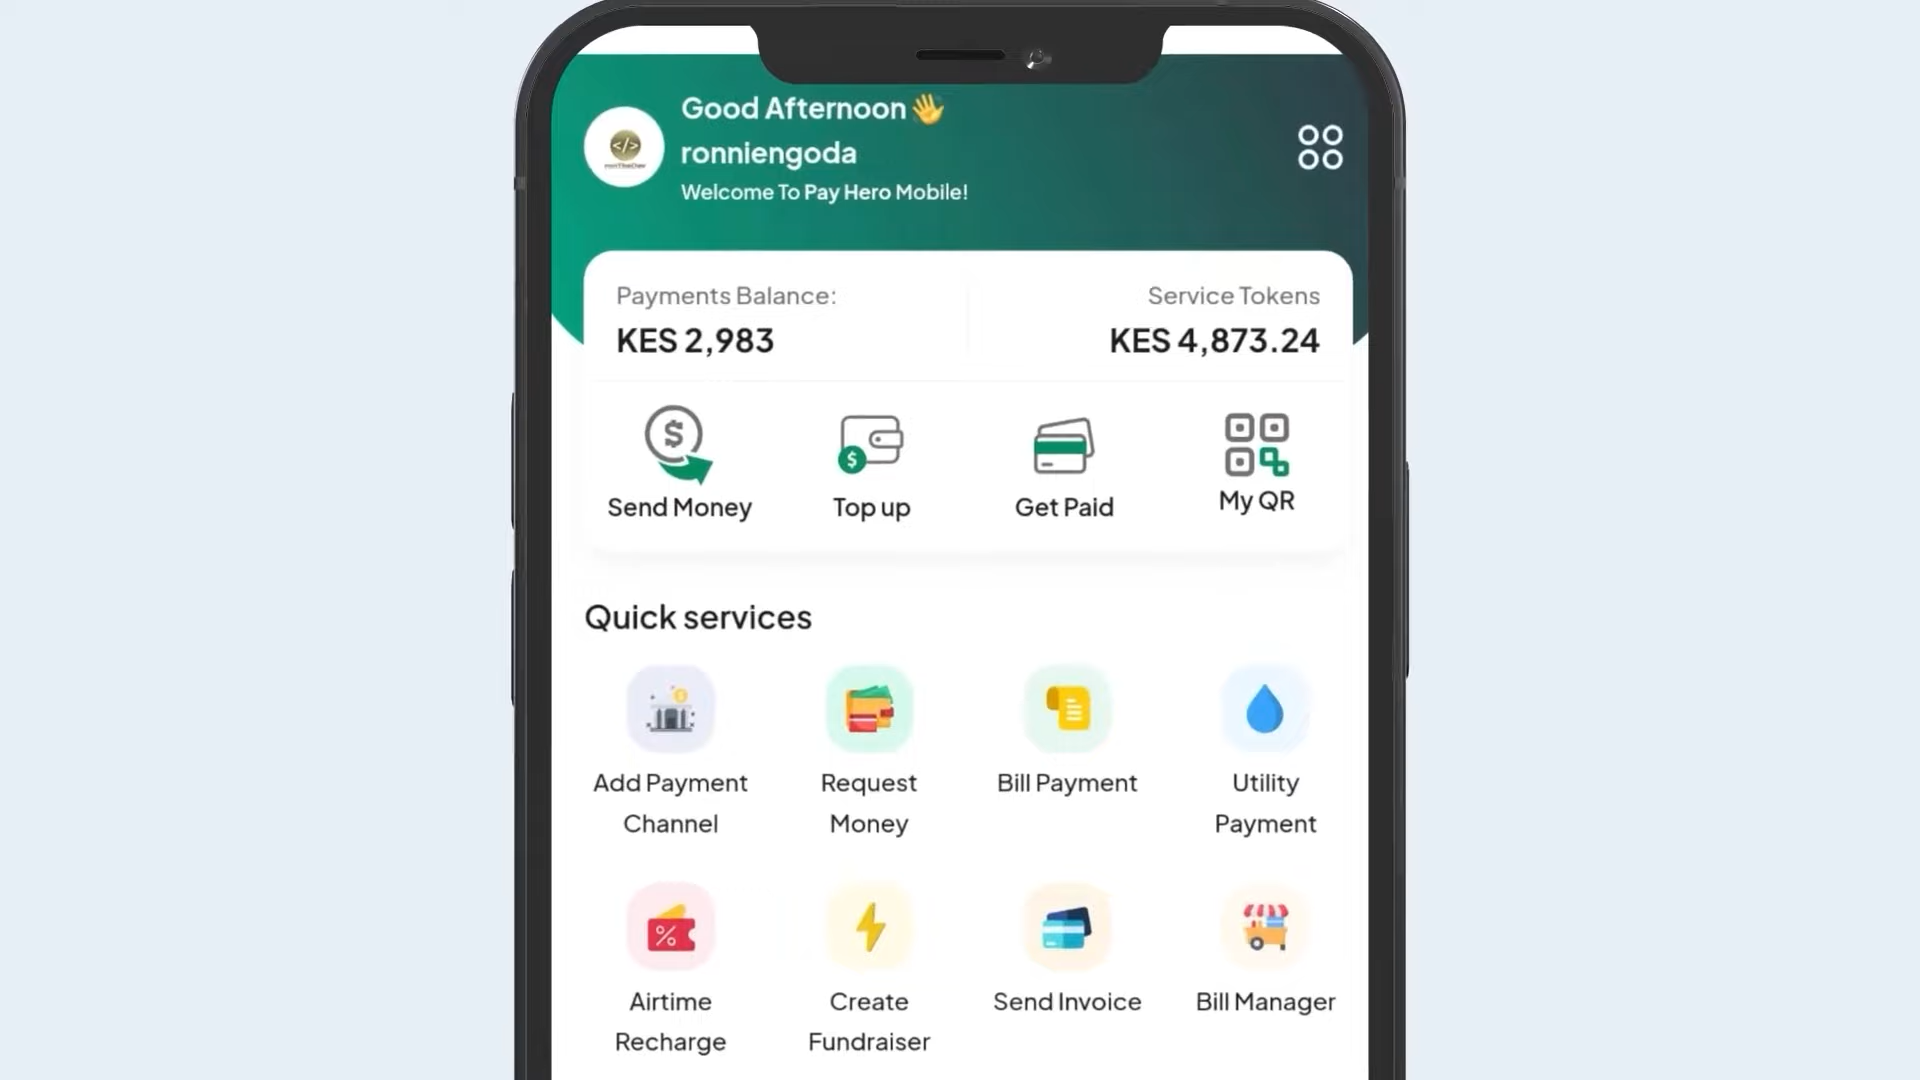 Good Afternoon 👋
ronniengoda
Welcome To Pay Hero Mobile!
Payments Balance:
KES 2,983
Service Tokens
KES 4,873.24
Send Money
Top up
Get Paid
My QR
Quick services
Add Payment
Channel
Request
Money
Bill Payment
Utility
Payment
Airtime
Recharge
Create
Fundraiser
Send Invoice
Bill Manager